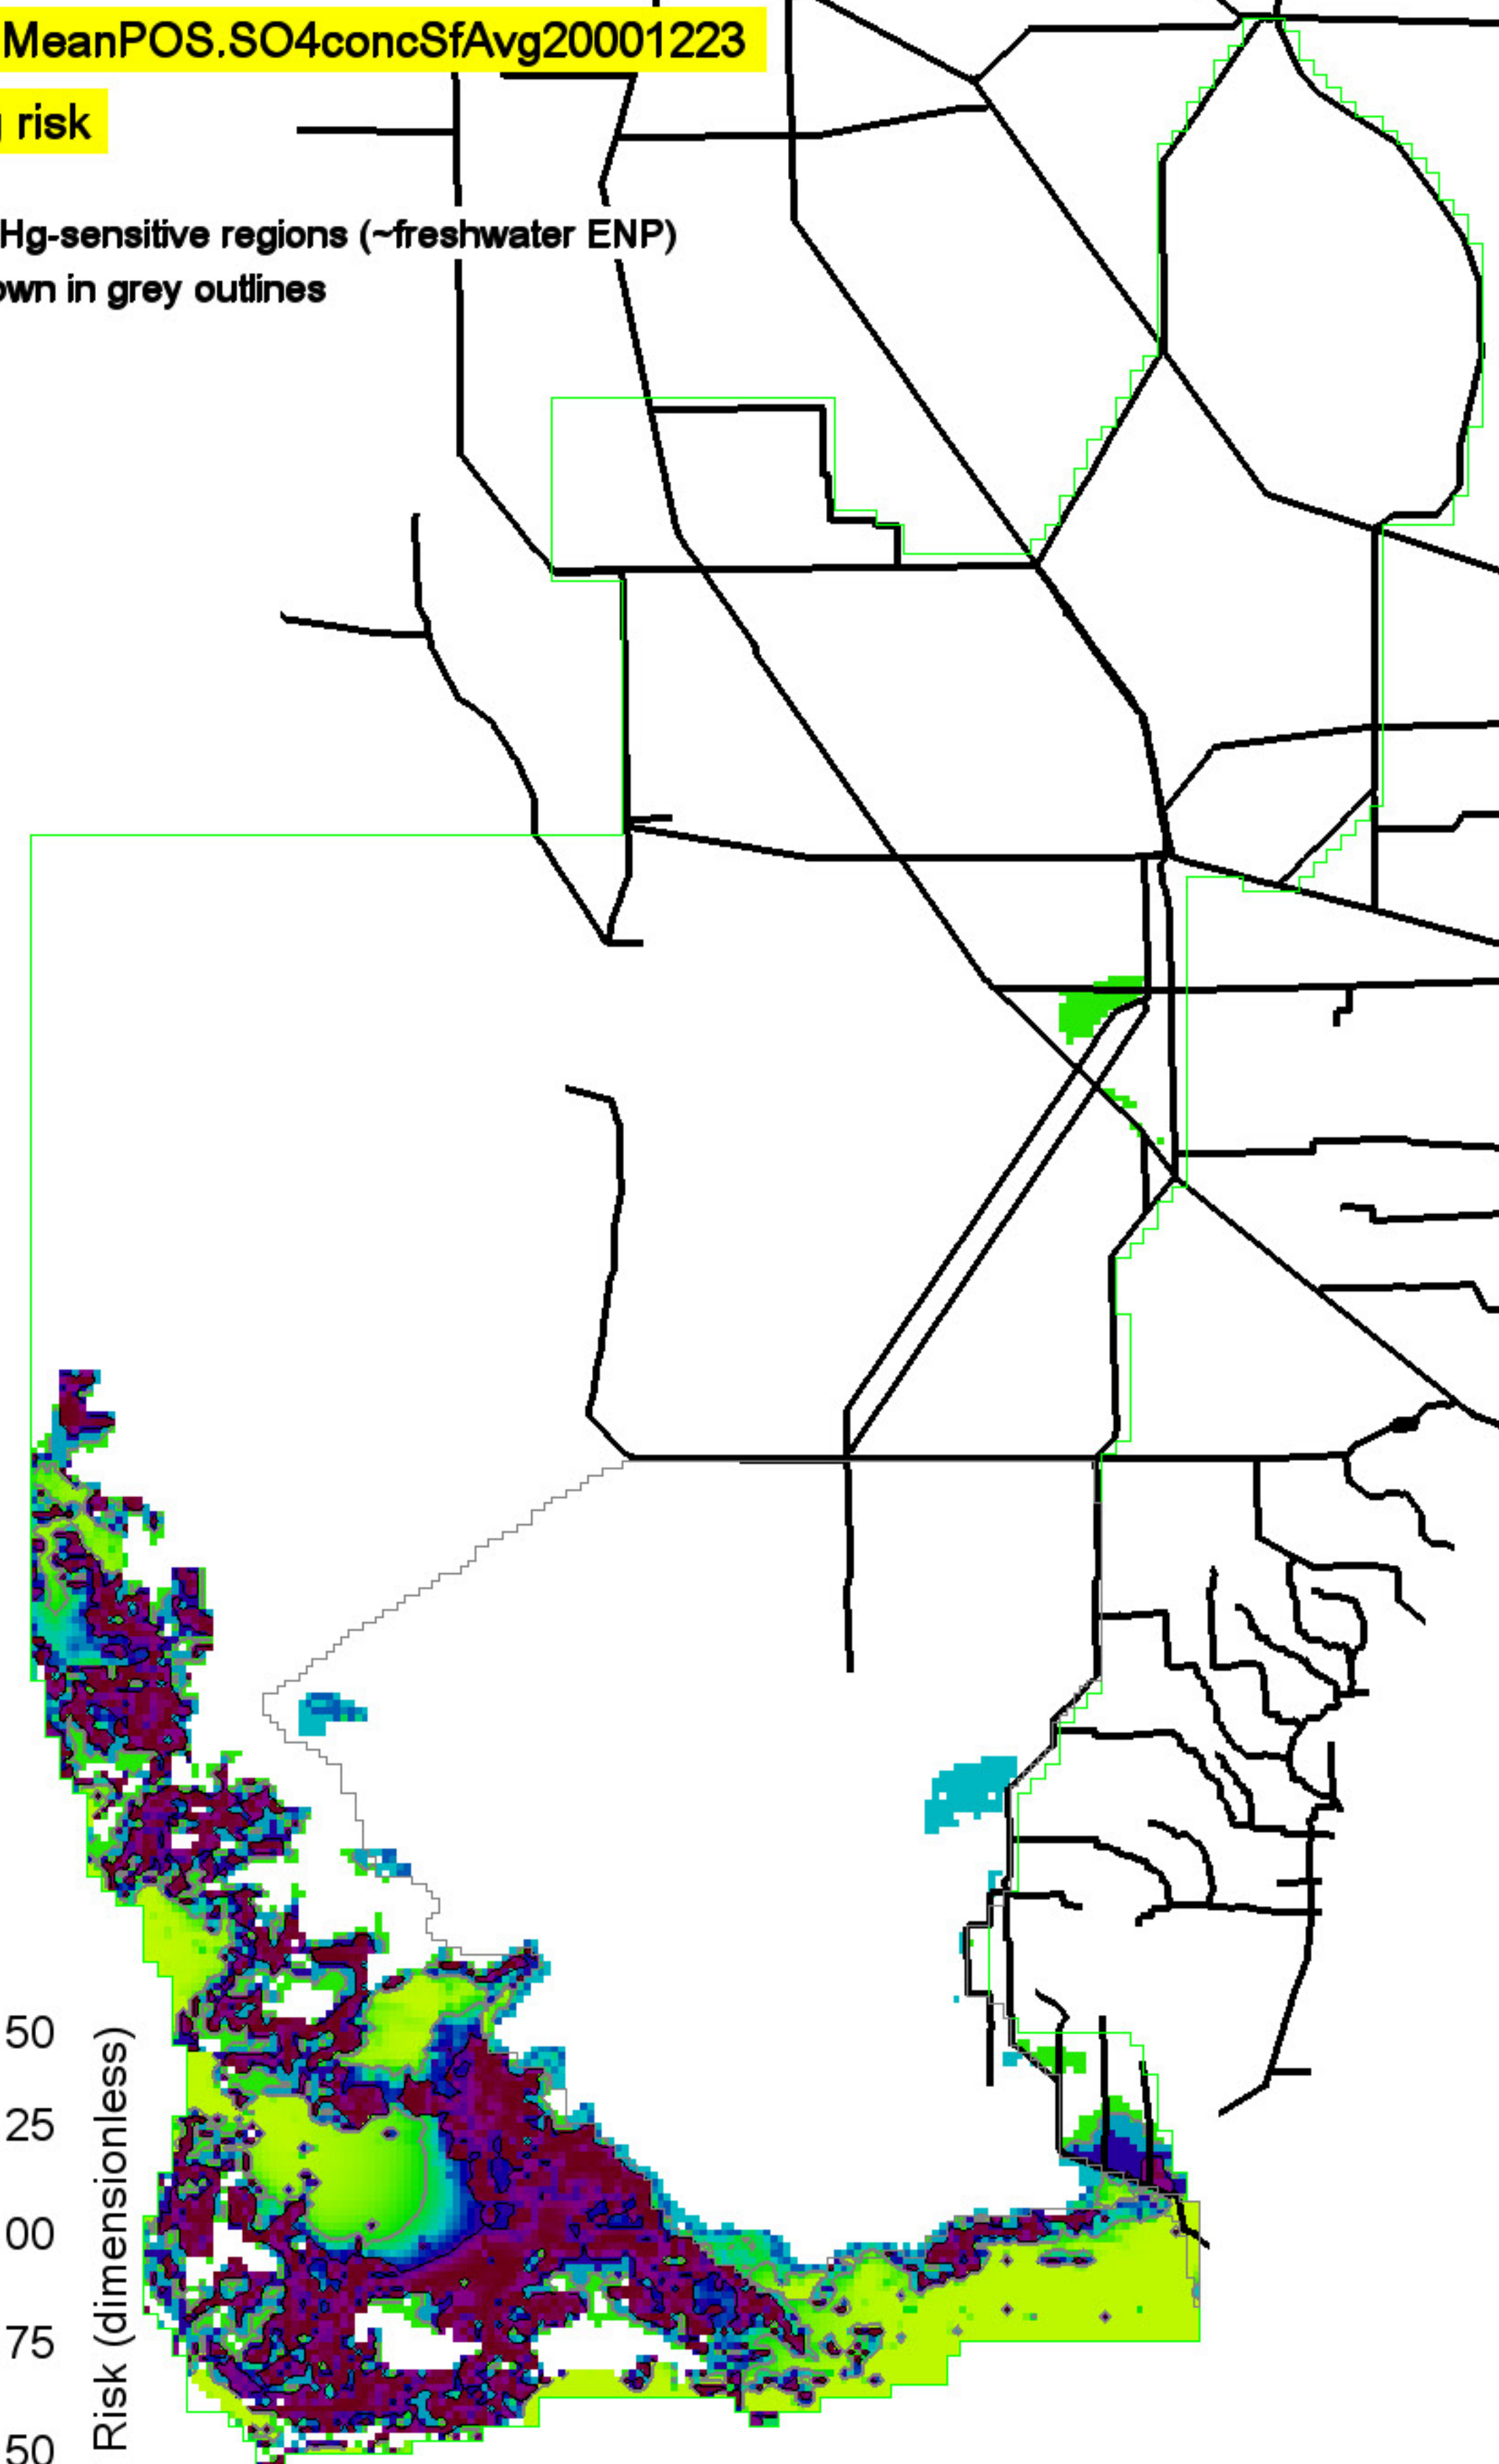 MeanPOS.SO4concSfAvg20001223
risk
Hg-sensitive regions (~freshwater ENP)
own in grey outlines
50
25
00
75
50
Risk (dimensionless)